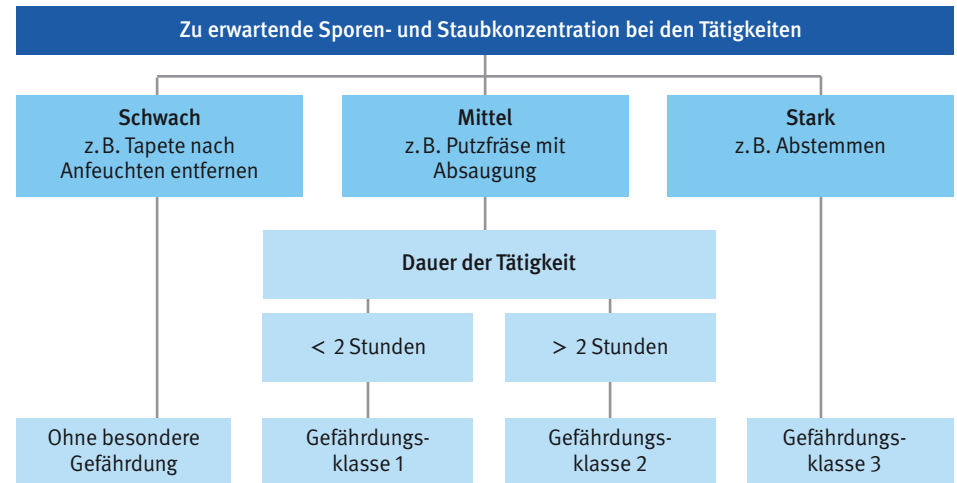 Zu erwartende Sporen- und Staubkonzentration bei den Tätigkeiten
Schwach
z.B. Tapete nach
Anfeuchten entfernen
Mittel
z.B. Putzfräse mit
Absaugung
Stark
z.B. Abstemmen
Dauer der Tätigkeit
< 2 Stunden
> 2 Stunden
Ohne besondere
Gefährdung
Gefährdungs-
klasse 1
Gefährdungs-
klasse 2
Gefährdungs-
klasse 3